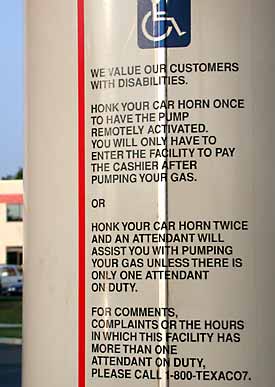 WE VALUE OUR CUSTOMERS
WITH DISABILITIES.
HONK YOUR CAR HORN ONCE
TO HAVE THE PUMP
REMOTELY ACTIVATED.
YOU WILL ONLY HAVE TO
ENTER THE FACILITY TO PAY
THE CASHIER AFTER
PUMPING YOUR GAS.
OR
HONK YOUR CAR HORN TWICE
AND AN ATTENDANT WILL
ASSIST YOU WITH PUMPING
YOUR GAS UNLESS THERE IS
ONLY ONE ATTENDANT
ON DUTY.
FOR COMMENTS,
COMPLAINTS OR THE HOURS
IN WHICH THIS FACILITY HAS
MORE THAN ONE
ATTENDANT ON DUTY,
PLEASE CALL 1-800-TEXACO7.